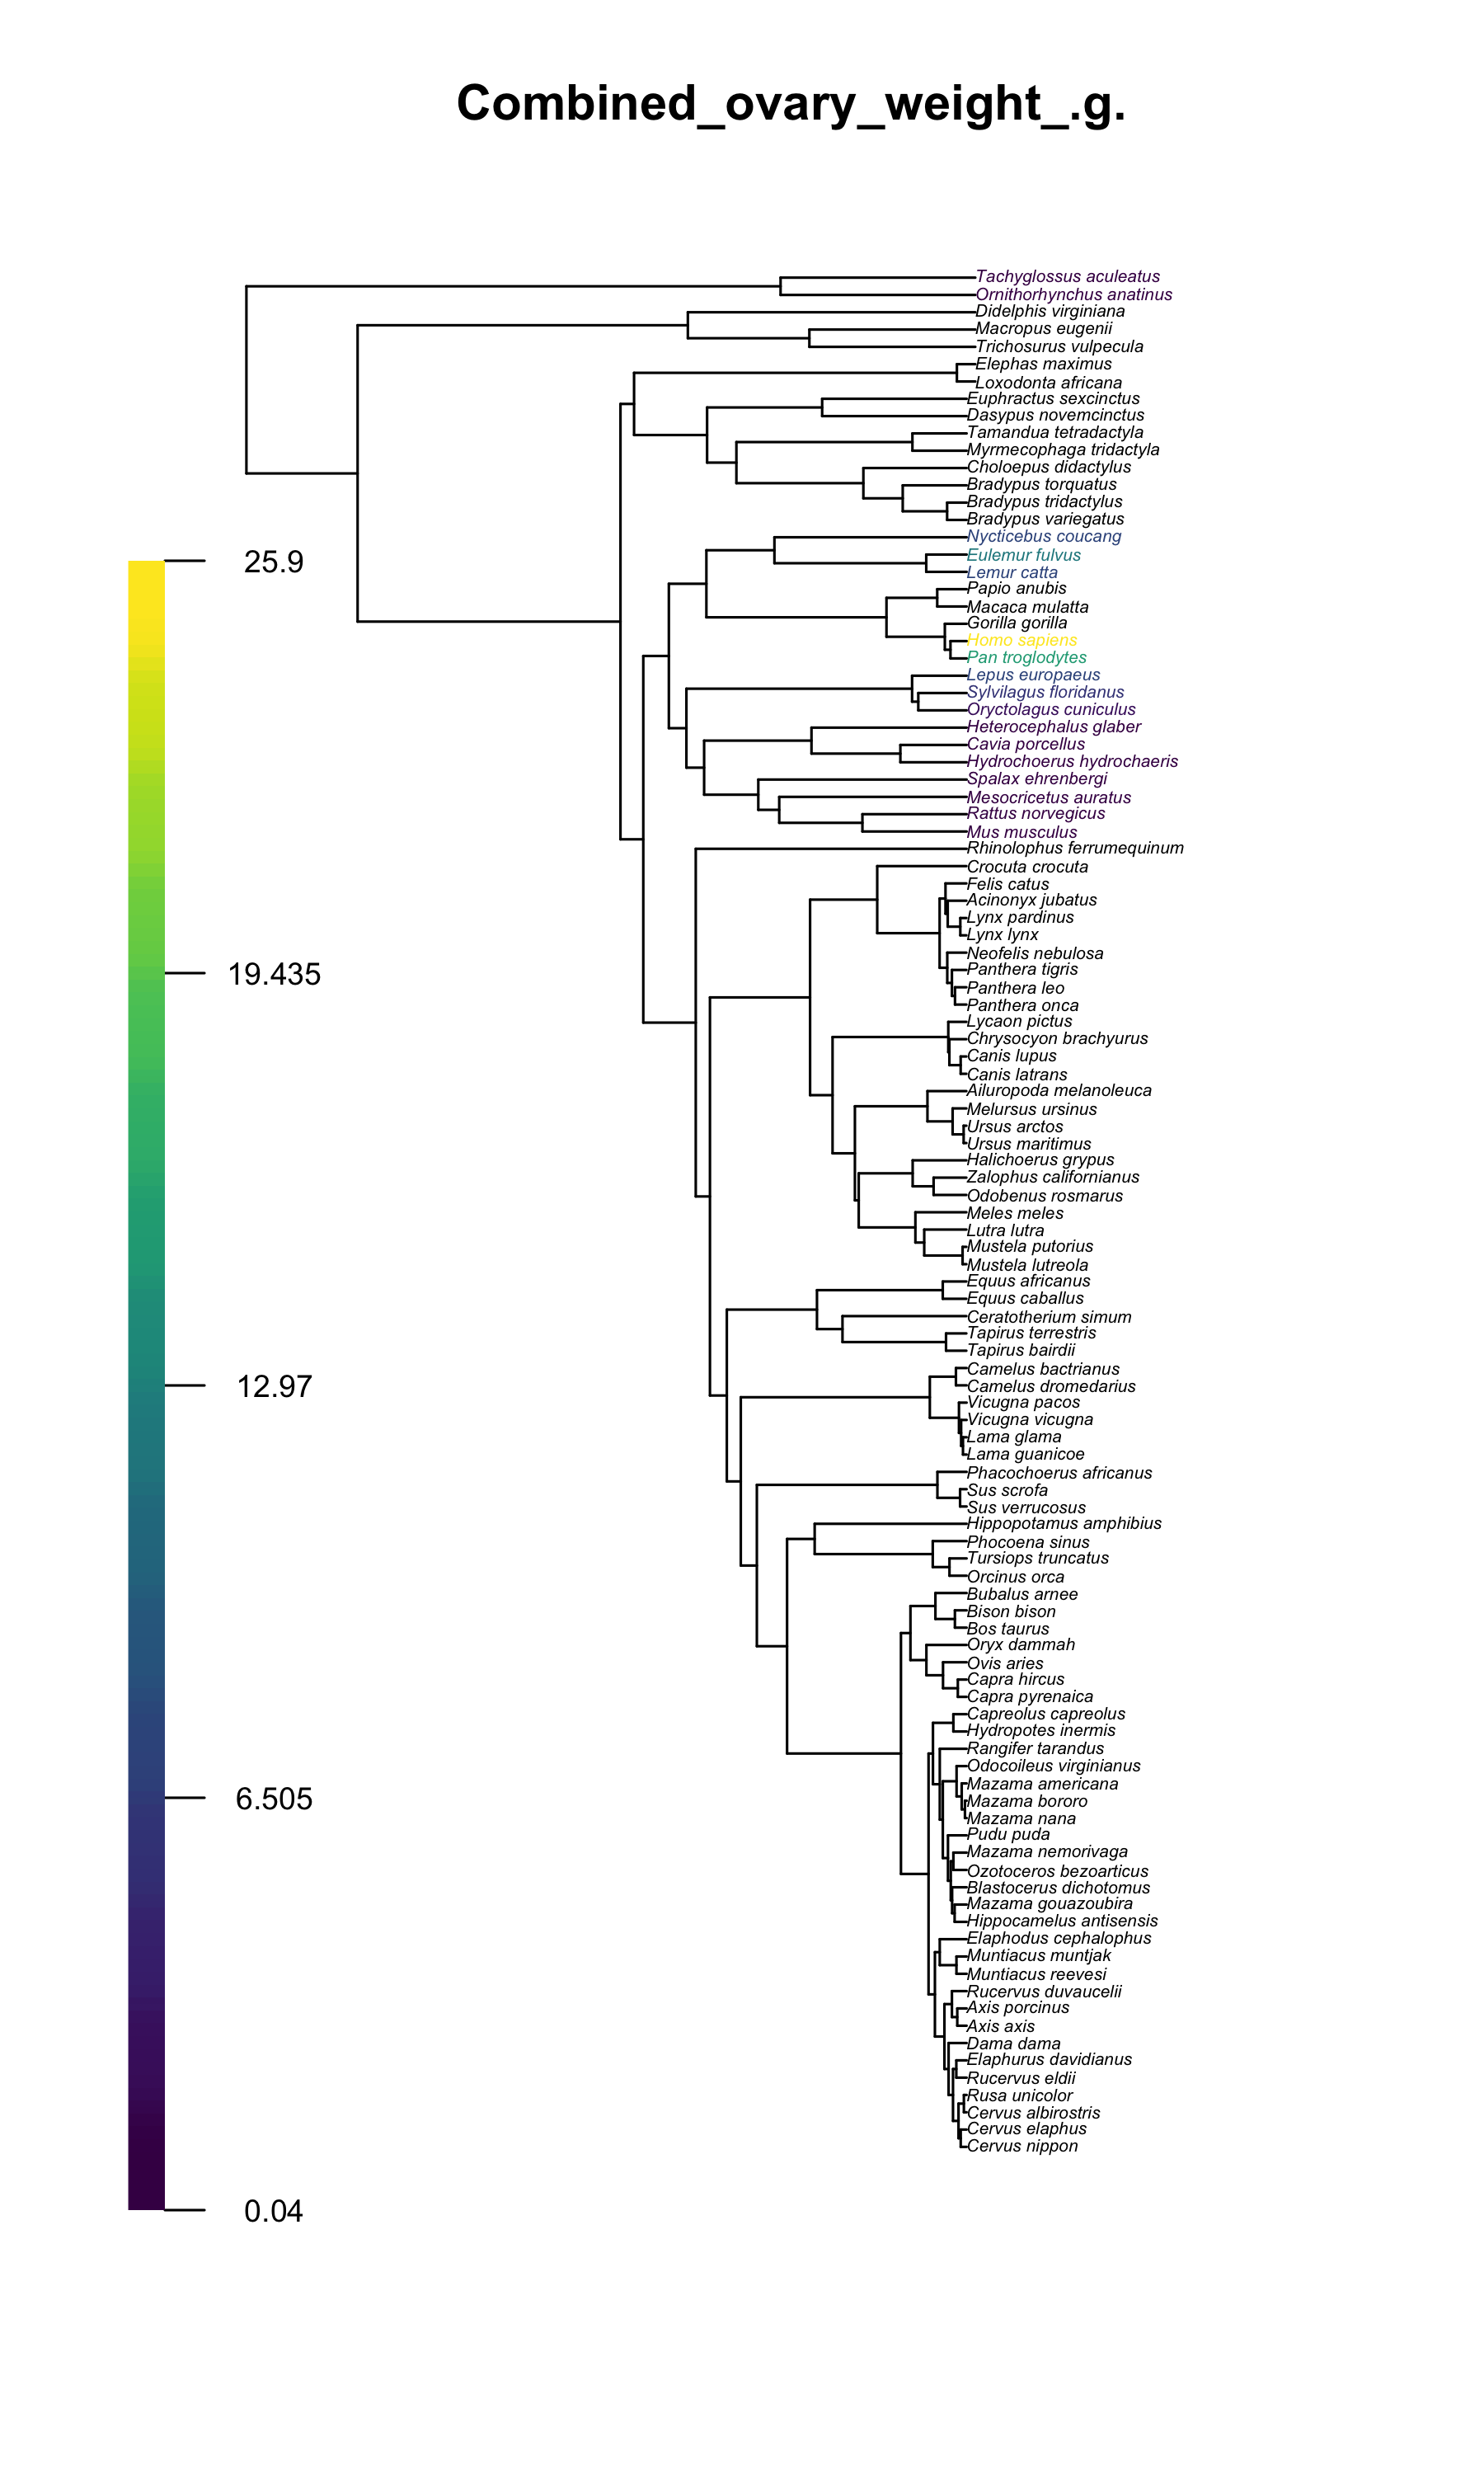 Combined_ovary_weight_.g.
Tachyglossus aculeatus
Ornithorhynchus anatinus
Didelphis virginiana
Macropus eugenii
Trichosurus vulpecula
Elephas maximus
Loxodonta africana
Euphractus sexcinctus
Dasypus novemcinctus
Tamandua tetradactyla
Myrmecophaga tridactyla
Choloepus didactylus
Bradypus torquatus
Bradypus tridactylus
Bradypus variegatus
Nycticebus coucang
Eulemur fulvus
25.9
Lemur catta
Papio anubis
Macaca mulatta
Gorilla gorilla
Homo sapiens
Pan troglodytes
Lepus europaeus
Sylvilagus floridanus
Oryctolagus cuniculus
Heterocephalus glaber
Cavia porcellus
Hydrochoerus hydrochaeris
Spalax ehrenbergi
Mesocricetus auratus
Rattus norvegicus
Mus musculus
Rhinolophus ferrumequinum
Crocuta crocuta
Felis catus
Acinonyx jubatus
Lynx pardinus
Lynx lynx
Neofelis nebulosa
Panthera tigris
19.435
Panthera leo
Panthera onca
Lycaon pictus
Chrysocyon brachyurus
Canis lupus
Canis latrans
Ailuropoda melanoleuca
Melursus ursinus
Ursus arctos
Ursus maritimus
Halichoerus grypus
Zalophus californianus
Odobenus rosmarus
Meles meles
Lutra lutra
Mustela putorius
Mustela lutreola
Equus africanus
Equus caballus
Ceratotherium simum
Tapirus terrestris
Tapirus bairdii
Camelus bactrianus
12.97
Camelus dromedarius
Vicugna pacos
Vicugna vicugna
Lama glama
Lama guanicoe
Phacochoerus africanus
Sus scrofa
Sus verrucosus
Hippopotamus amphibius
Phocoena sinus
Tursiops truncatus
Orcinus orca
Bubalus arnee
Bison bison
Bos taurus
Oryx dammah
Ovis aries
Capra hircus
Capra pyrenaica
Capreolus capreolus
Hydropotes inermis
Rangifer tarandus
Odocoileus virginianus
Mazama americana
6.505
Mazama bororo
Mazama nana
Pudu puda
Mazama nemorivaga
Ozotoceros bezoarticus
Blastocerus dichotomus
Mazama gouazoubira
Hippocamelus antisensis
Elaphodus cephalophus
Muntiacus muntjak
Muntiacus reevesi
Rucervus duvaucelii
Axis porcinus
Axis axis
Dama dama
Elaphurus davidianus
Rucervus eldii
Rusa unicolor
Cervus albirostris
Cervus elaphus
Cervus nippon
0.04